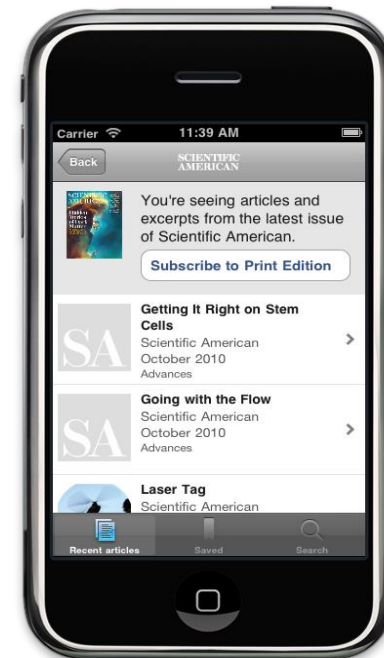 Carrier 11:39 AM
Back
SCIENTIFIC
AMERICAN
SCIENTIFIC
AMERICAN
You're seeing articles and
excerpts from the latest issue
of Scientific American.
Subscribe to Print Edition
SA
Getting It Right on Stem
Cells
Scientific American
October 2010
Advances
SA
Going with the Flow
Scientific American
October 2010
Advances
Laser Tag
Scientific American
Recent articles Saved Search